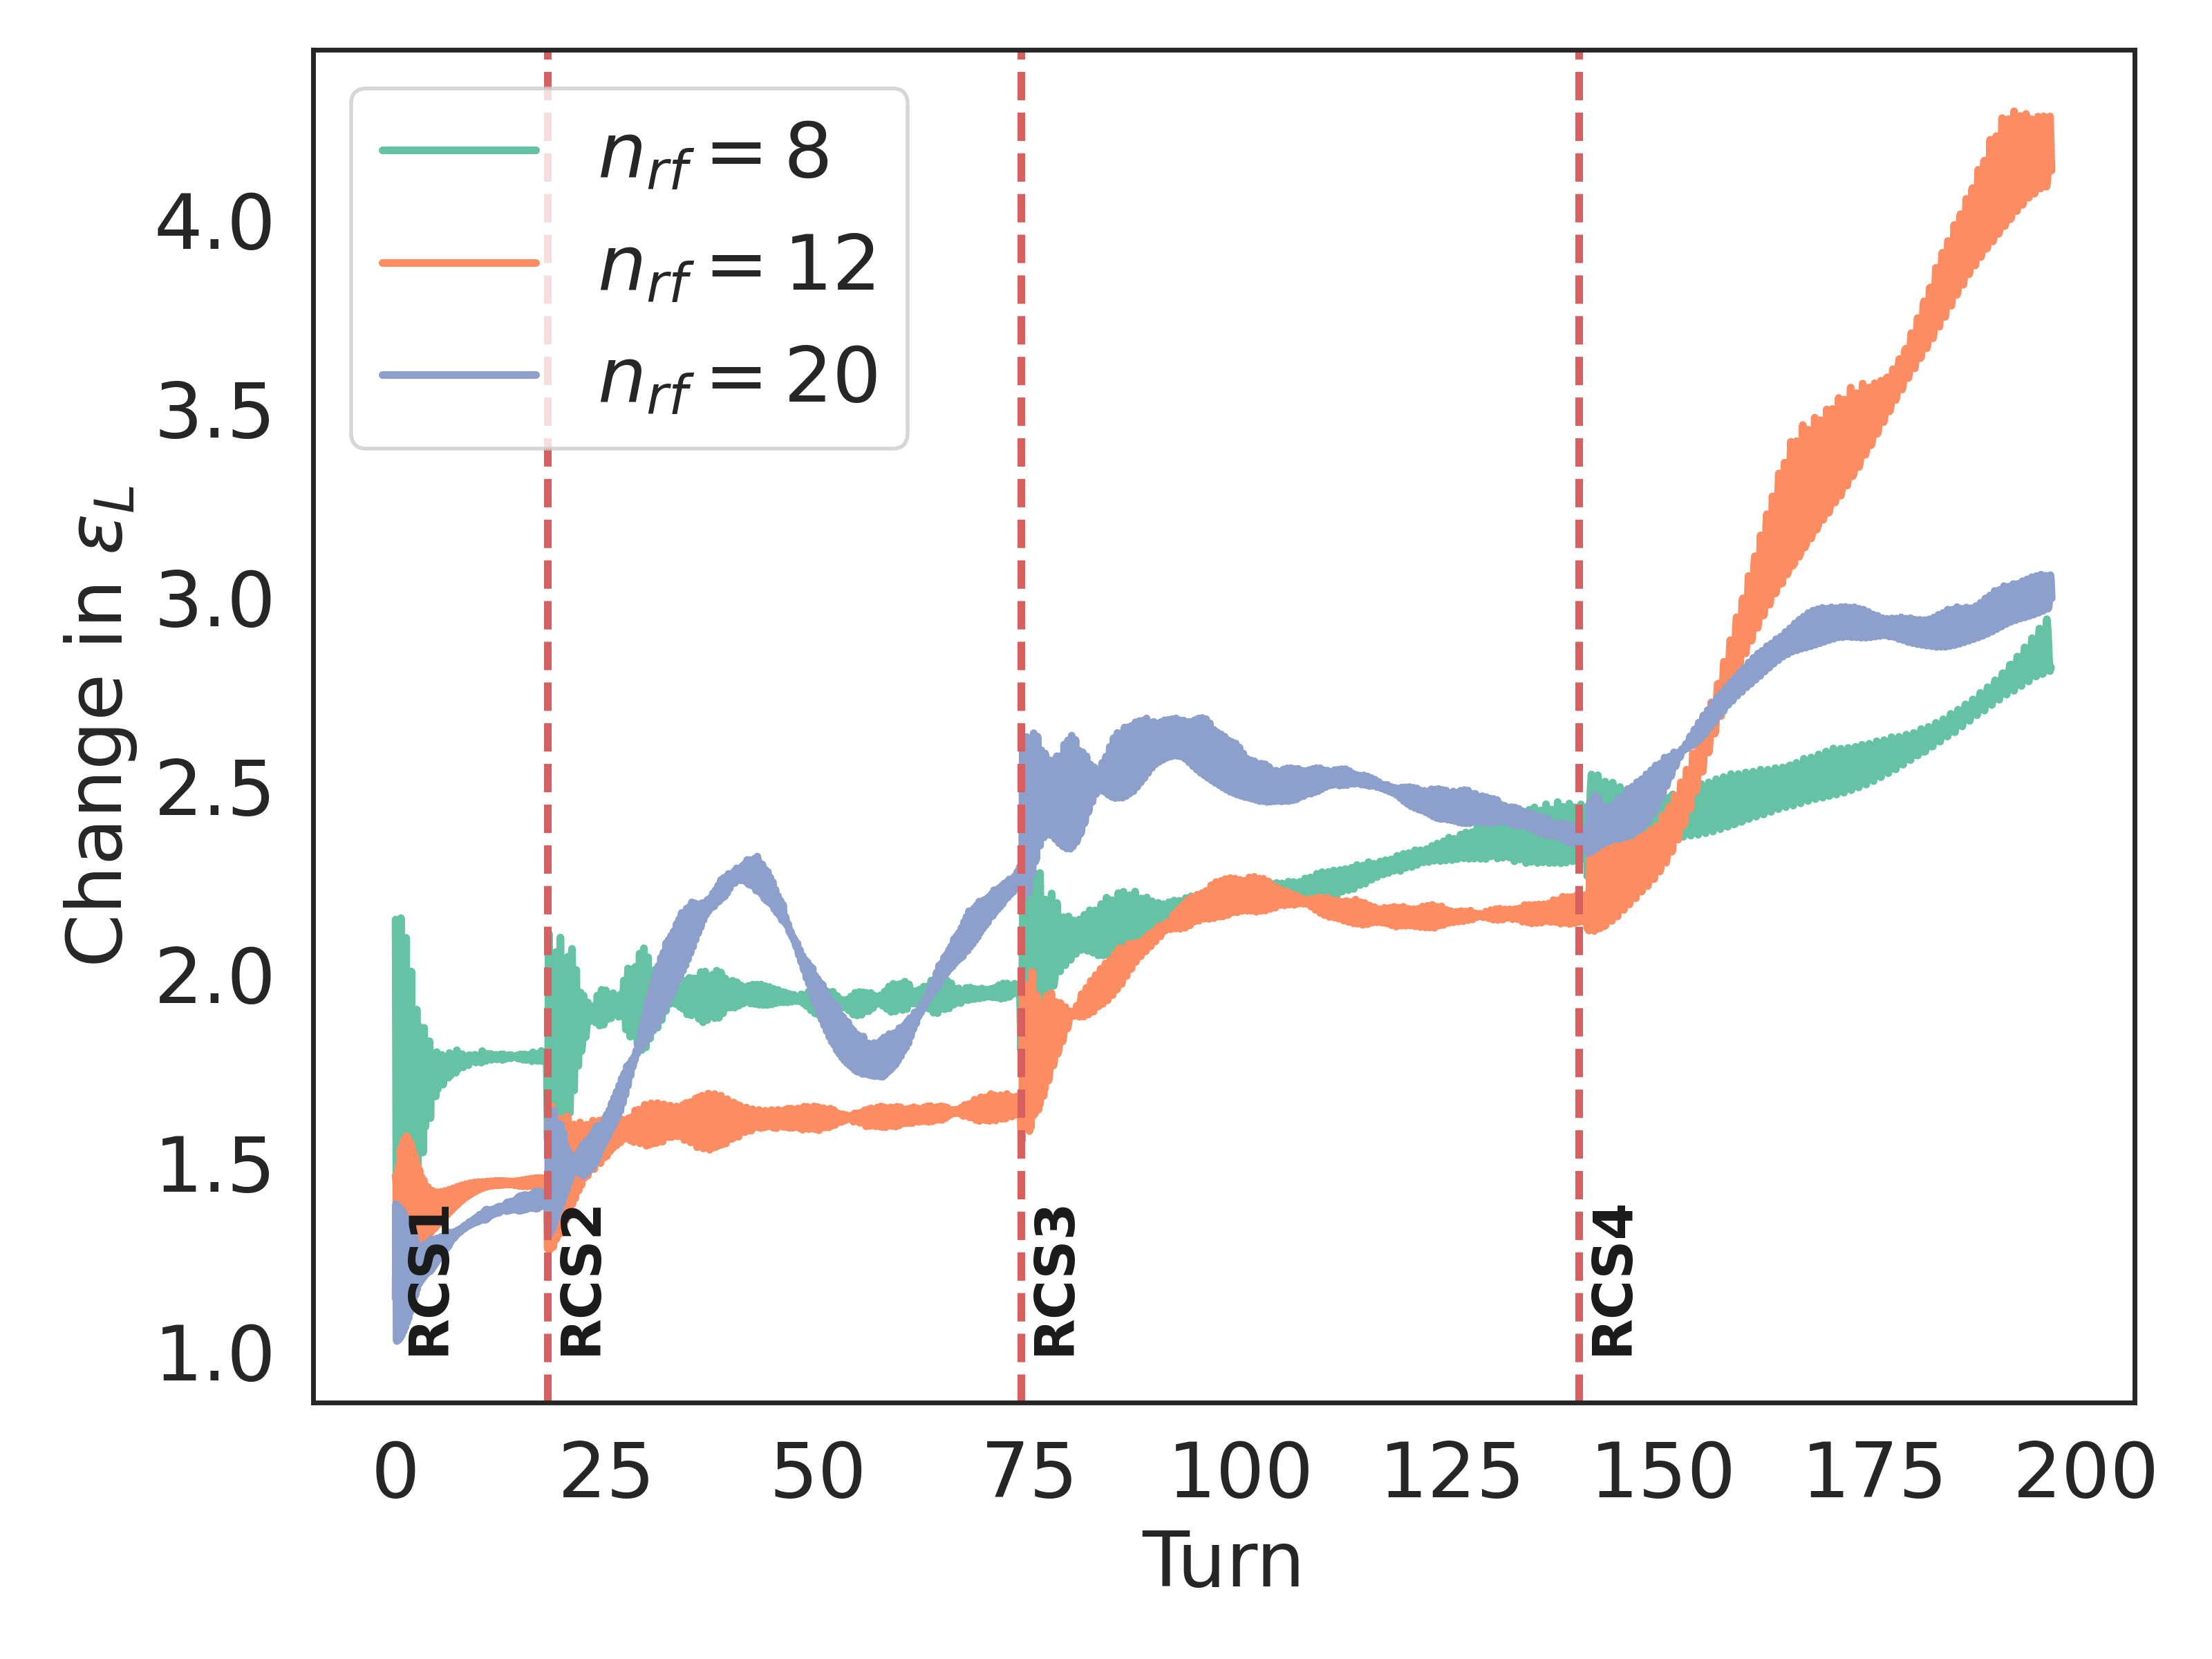 n_rf = 8
n_rf = 12
n_rf = 20
4.0
3.5
3.0
2.5
2.0
1.5
1.0
Change in ε_L
RCS1
RCS2
RCS3
RCS4
0 25 50 75 100 125 150 175 200
Turn